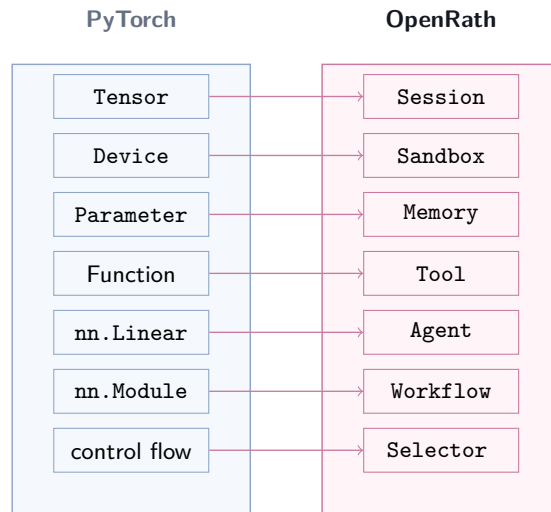 PyTorch OpenRath
Tensor Session
Device Sandbox
Parameter Memory
Function Tool
nn.Linear Agent
nn.Module Workflow
control flow Selector